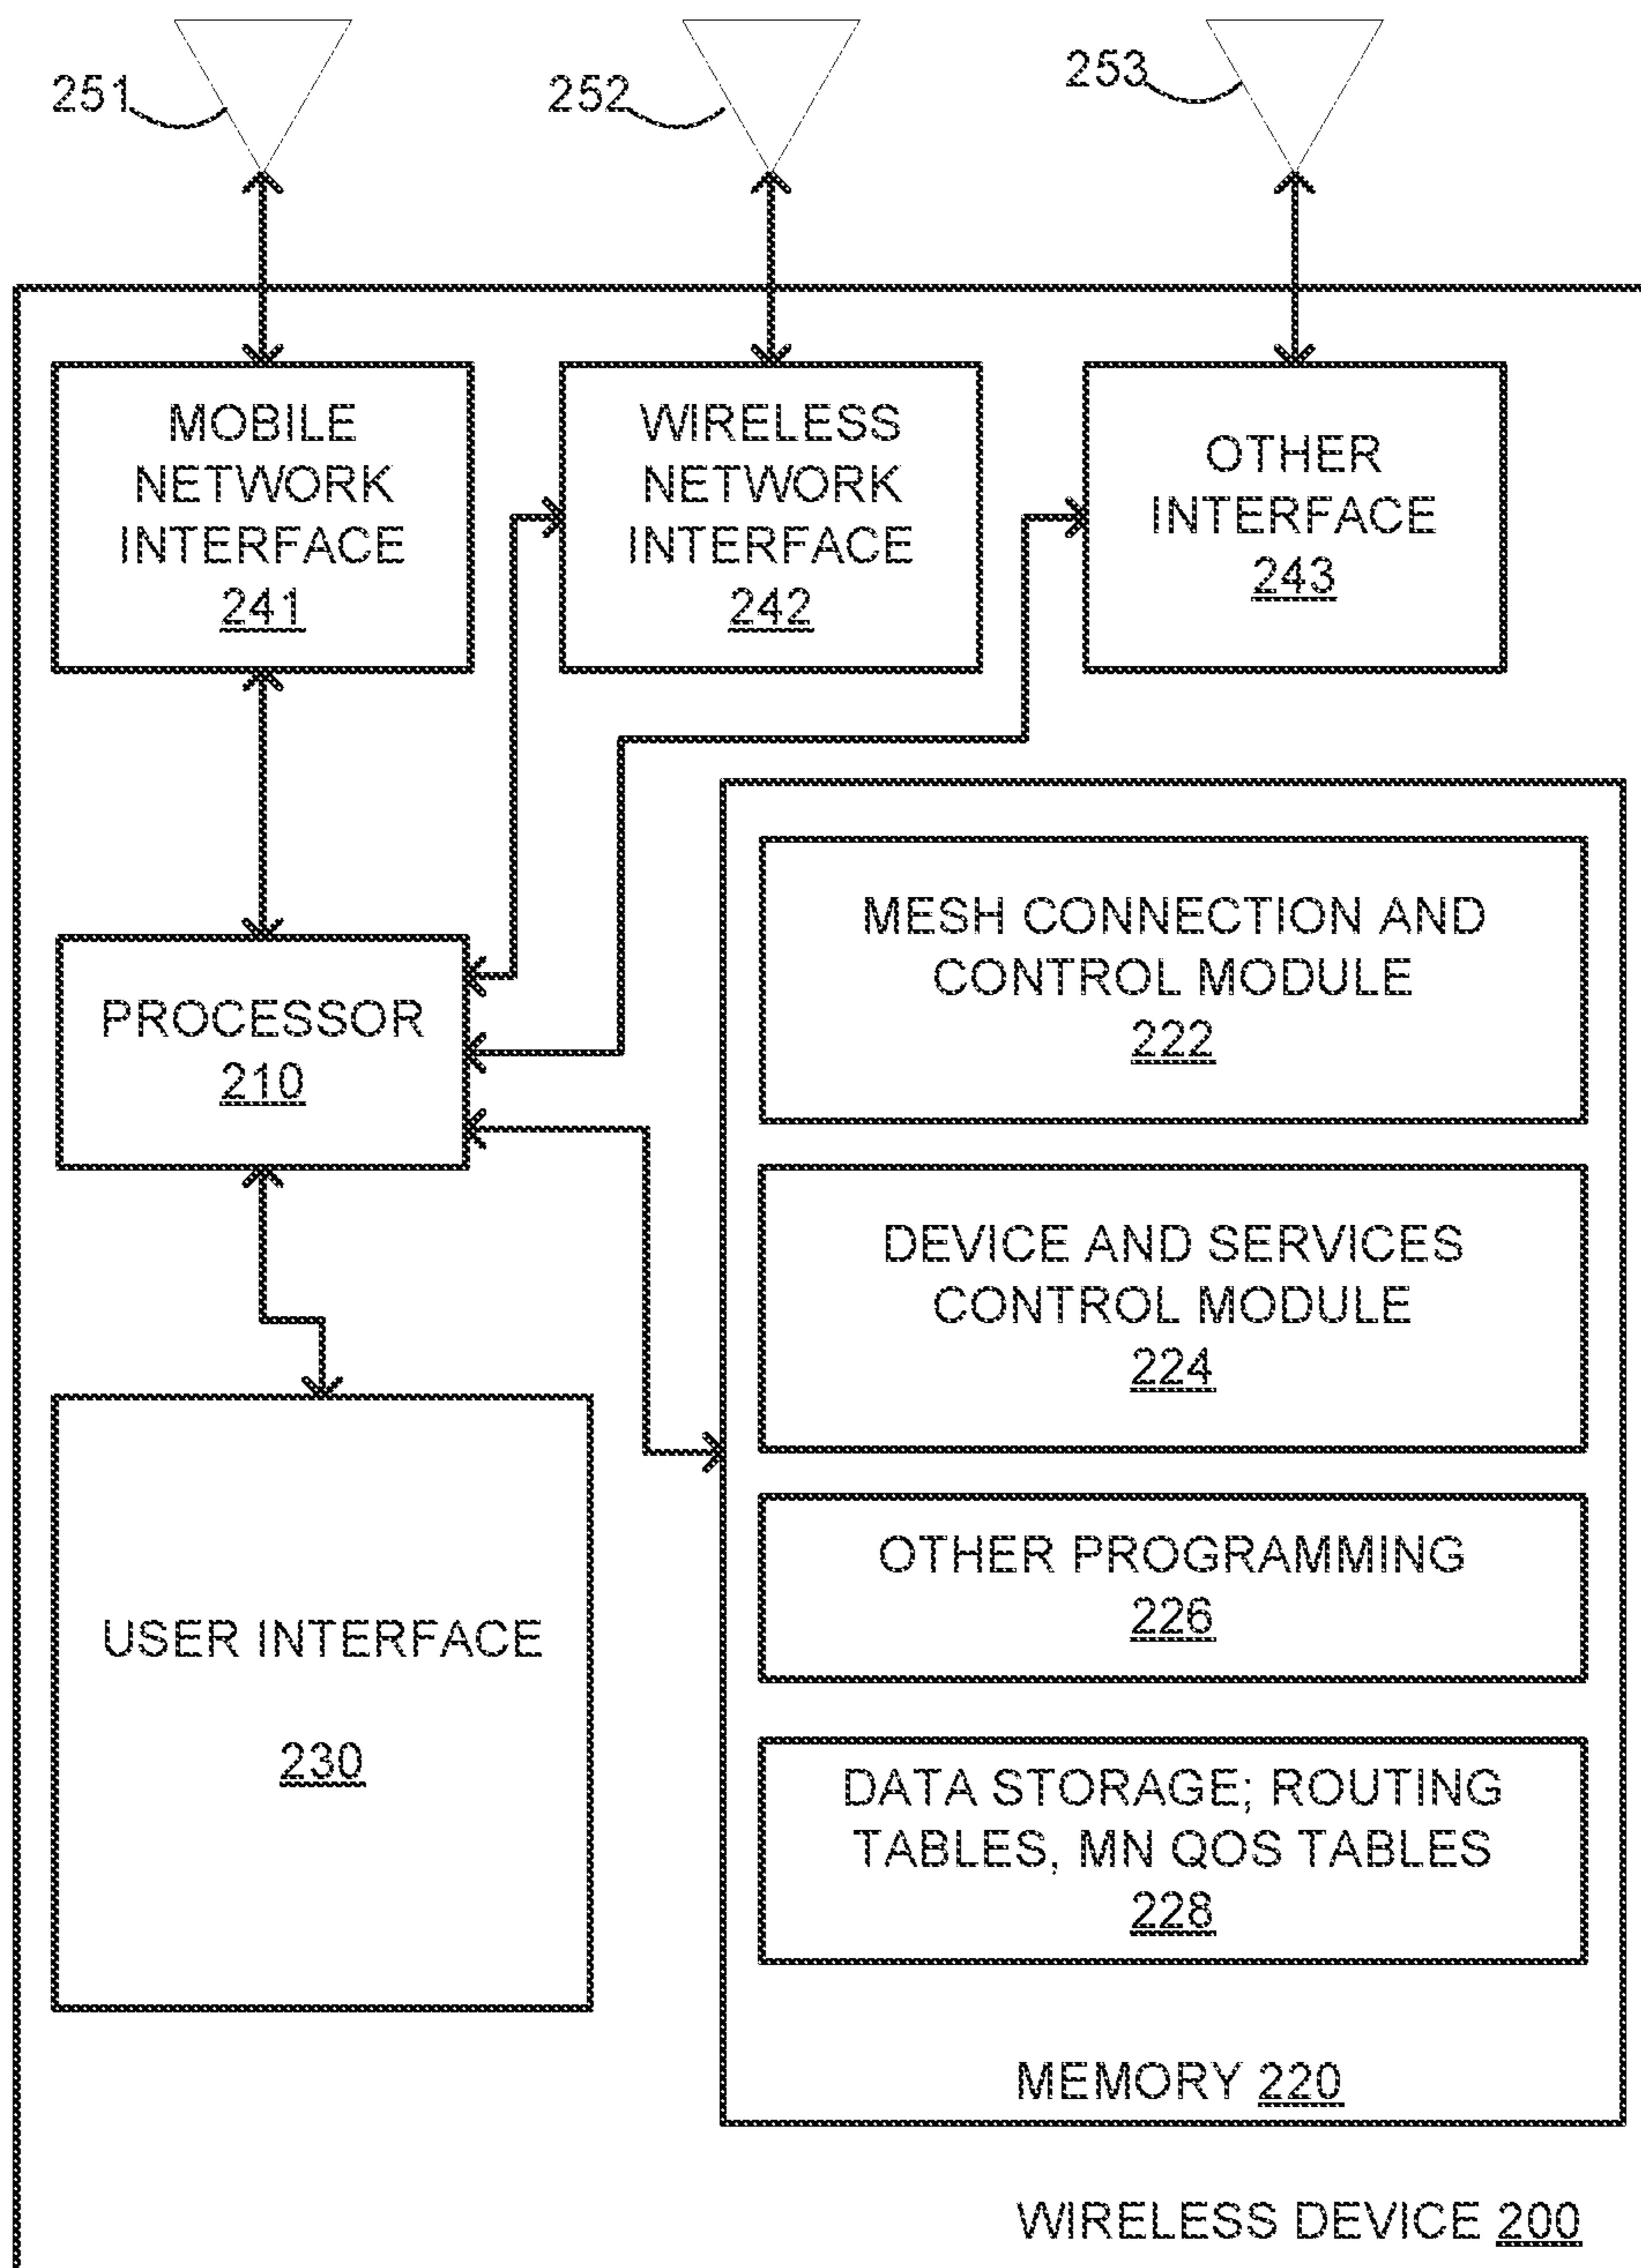 251
252
253
MOBILE
NETWORK
INTERFACE
241
WIRELESS
NETWORK
INTERFACE
242
OTHER
INTERFACE
243
PROCESSOR
210
MESH CONNECTION AND
CONTROL MODULE
222
DEVICE AND SERVICES
CONTROL MODULE
224
OTHER PROGRAMMING
226
DATA STORAGE; ROUTING
TABLES, MN QOS TABLES
228
MEMORY 220
USER INTERFACE
230
WIRELESS DEVICE 200